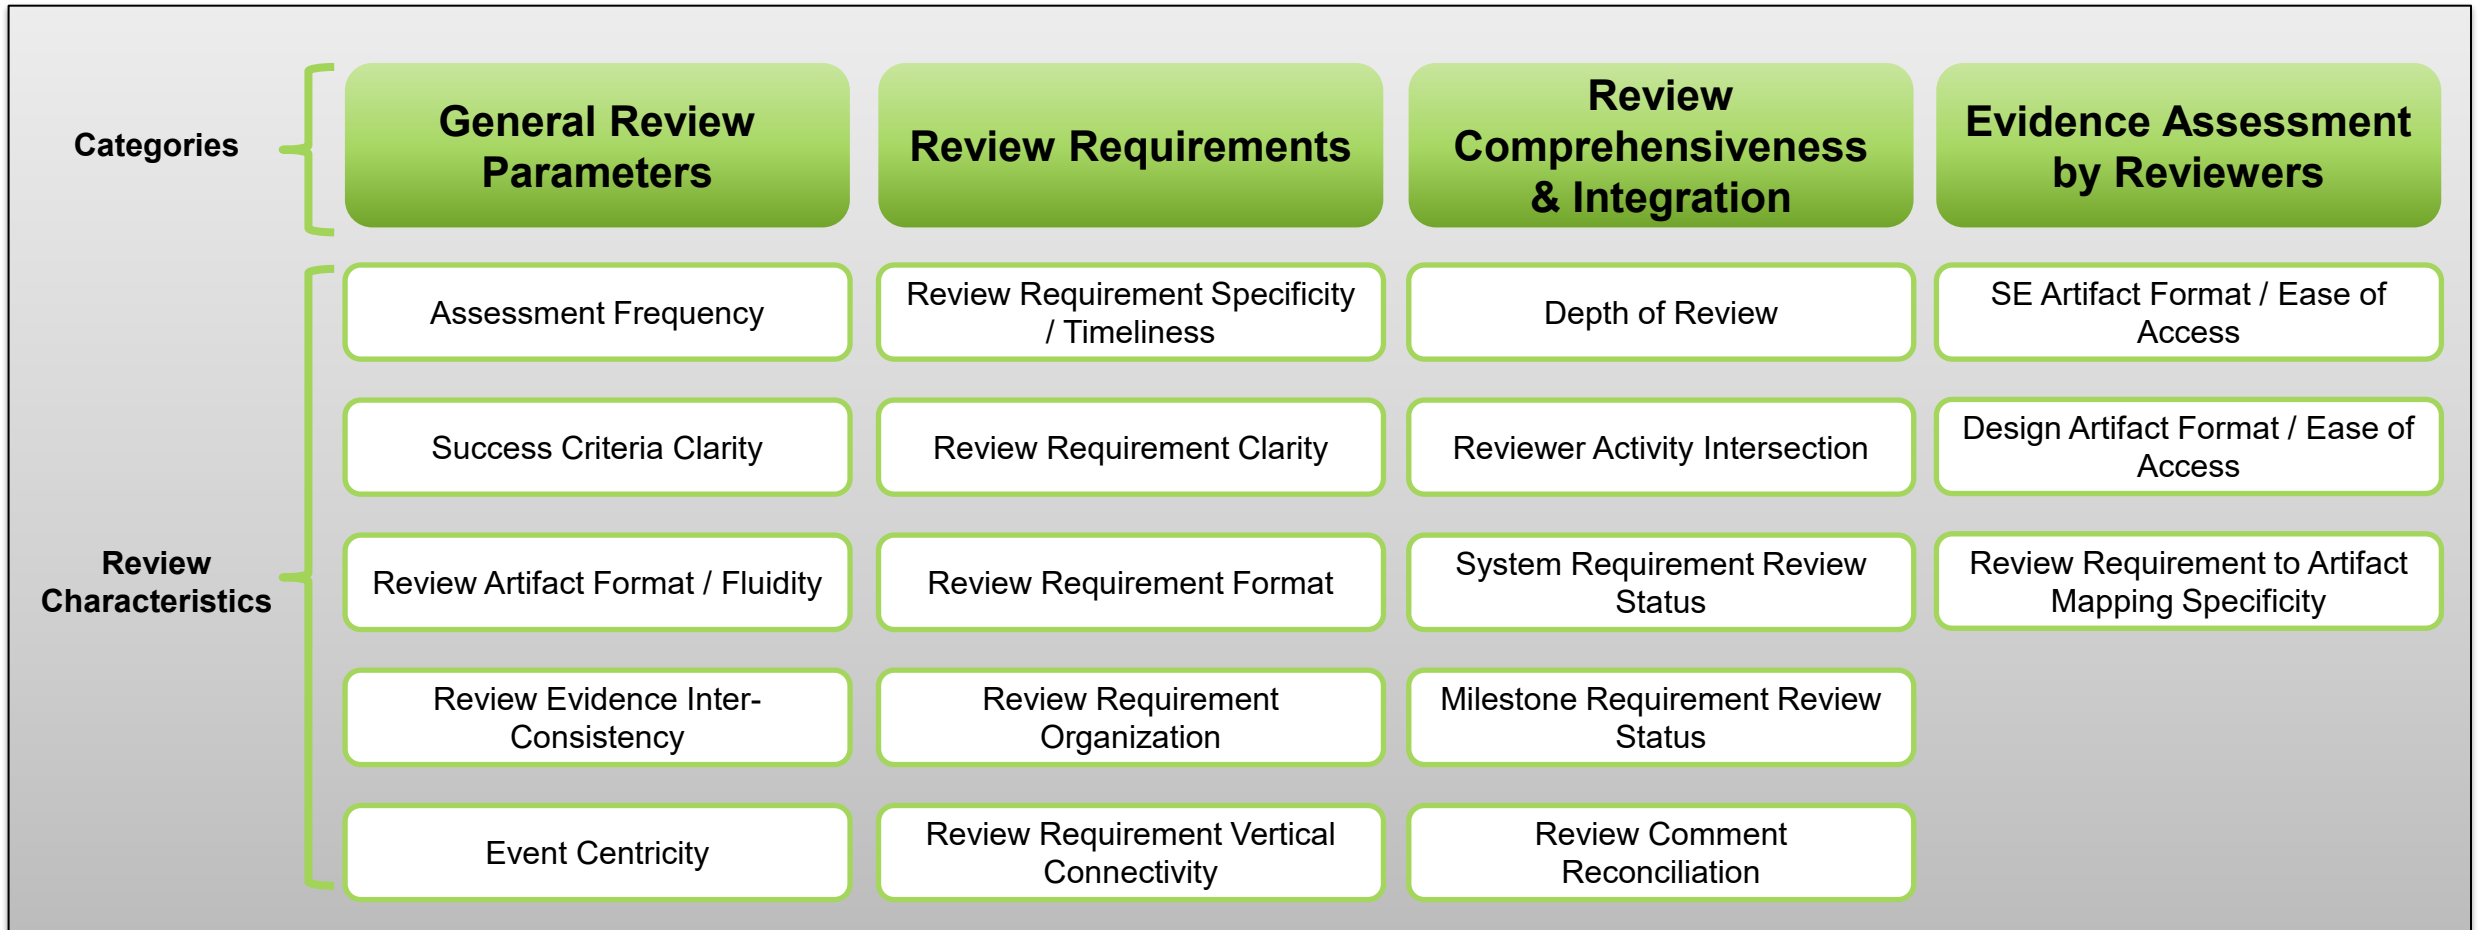 Categories
General Review
Parameters
Review Requirements
Review
Comprehensiveness
& Integration
Evidence Assessment
by Reviewers
Review
Characteristics
Assessment Frequency
Success Criteria Clarity
Review Artifact Format / Fluidity
Review Evidence Inter-
Consistency
Event Centricity
Review Requirement Specificity
/ Timeliness
Review Requirement Clarity
Review Requirement Format
Review Requirement
Organization
Review Requirement Vertical
Connectivity
Depth of Review
Reviewer Activity Intersection
System Requirement Review
Status
Milestone Requirement Review
Status
Review Comment
Reconciliation
SE Artifact Format / Ease of
Access
Design Artifact Format / Ease of
Access
Review Requirement to Artifact
Mapping Specificity